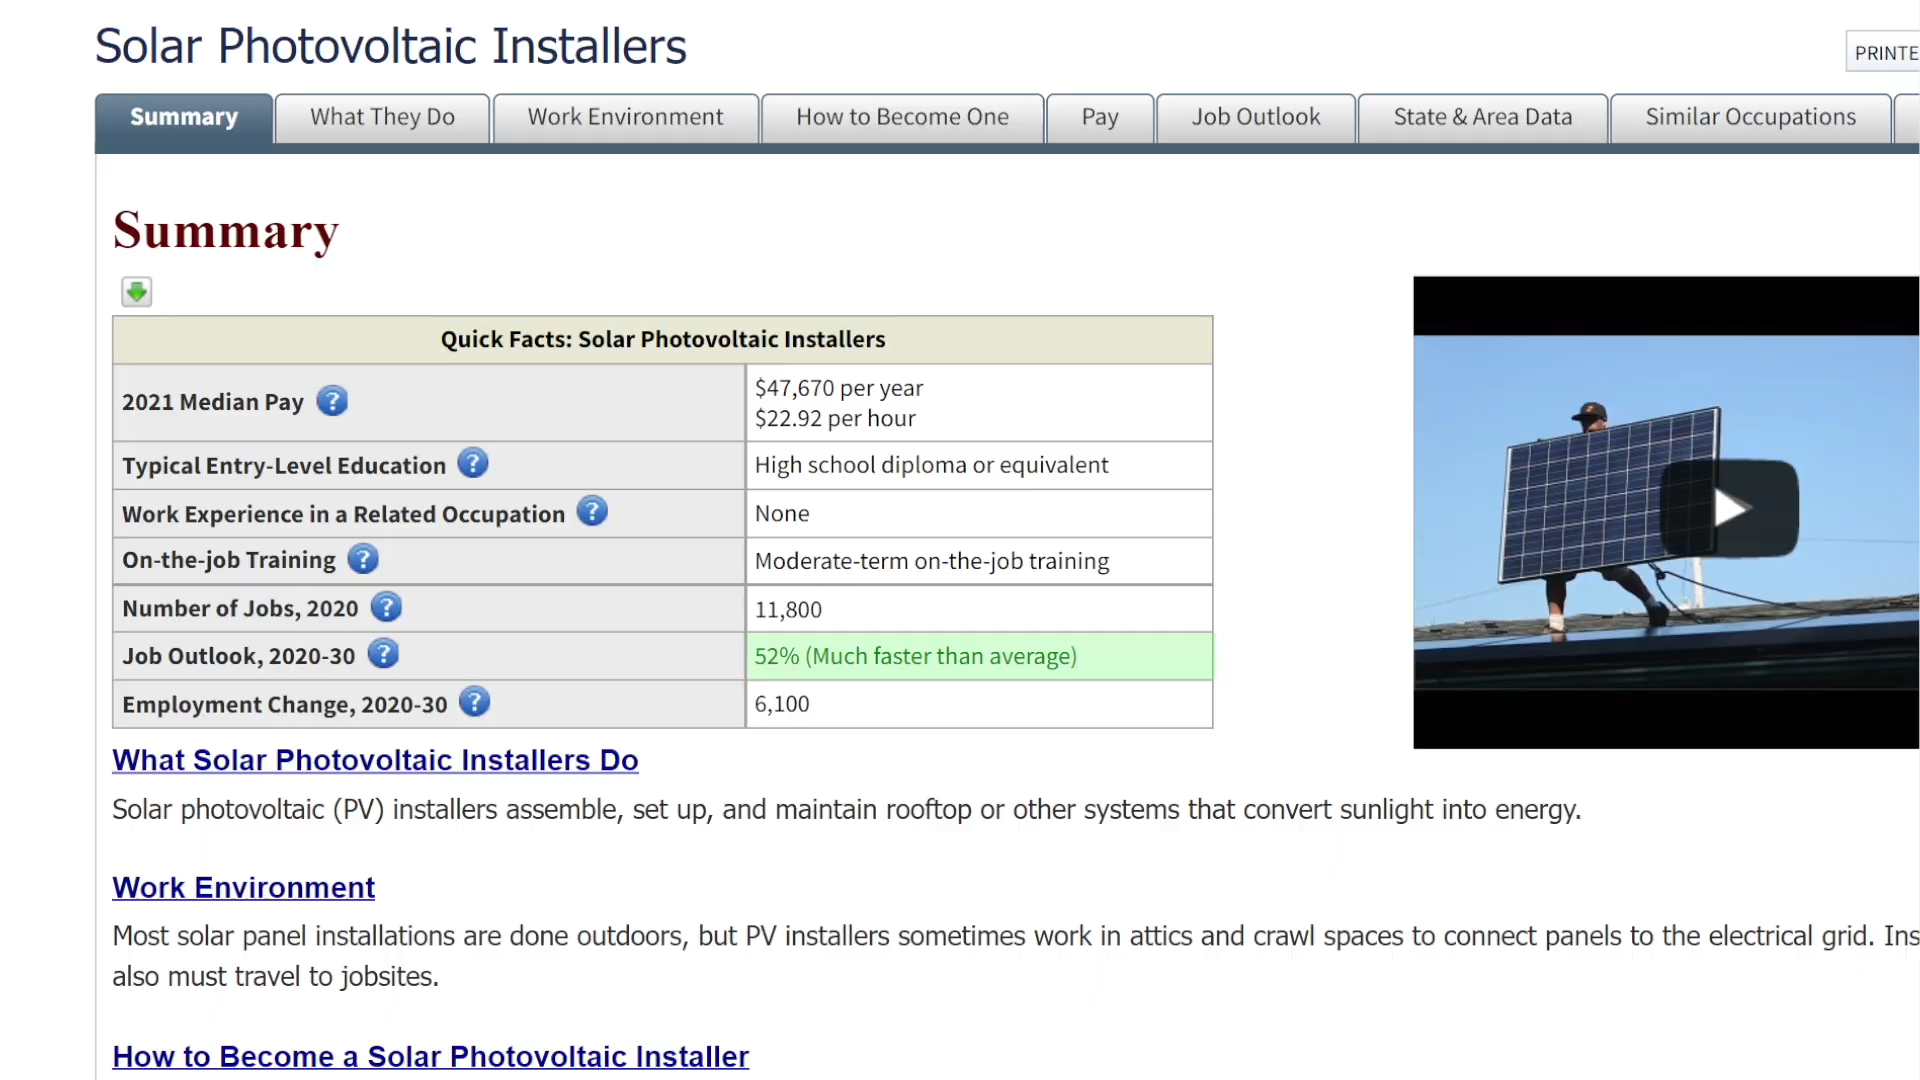 Solar Photovoltaic Installers
PRINTE
Summary
What They Do
Work Environment
How to Become One
Pay
Job Outlook
State & Area Data
Similar Occupations
Summary
Quick Facts: Solar Photovoltaic Installers
2021 Median Pay
$47,670 per year
$22.92 per hour
Typical Entry-Level Education
High school diploma or equivalent
Work Experience in a Related Occupation
None
On-the-job Training
Moderate-term on-the-job training
Number of Jobs, 2020
11,800
Job Outlook, 2020-30
52% (Much faster than average)
Employment Change, 2020-30
6,100
What Solar Photovoltaic Installers Do
Solar photovoltaic (PV) installers assemble, set up, and maintain rooftop or other systems that convert sunlight into energy.
Work Environment
Most solar panel installations are done outdoors, but PV installers sometimes work in attics and crawl spaces to connect panels to the electrical grid. Ins
also must travel to jobsites.
How to Become a Solar Photovoltaic Installer